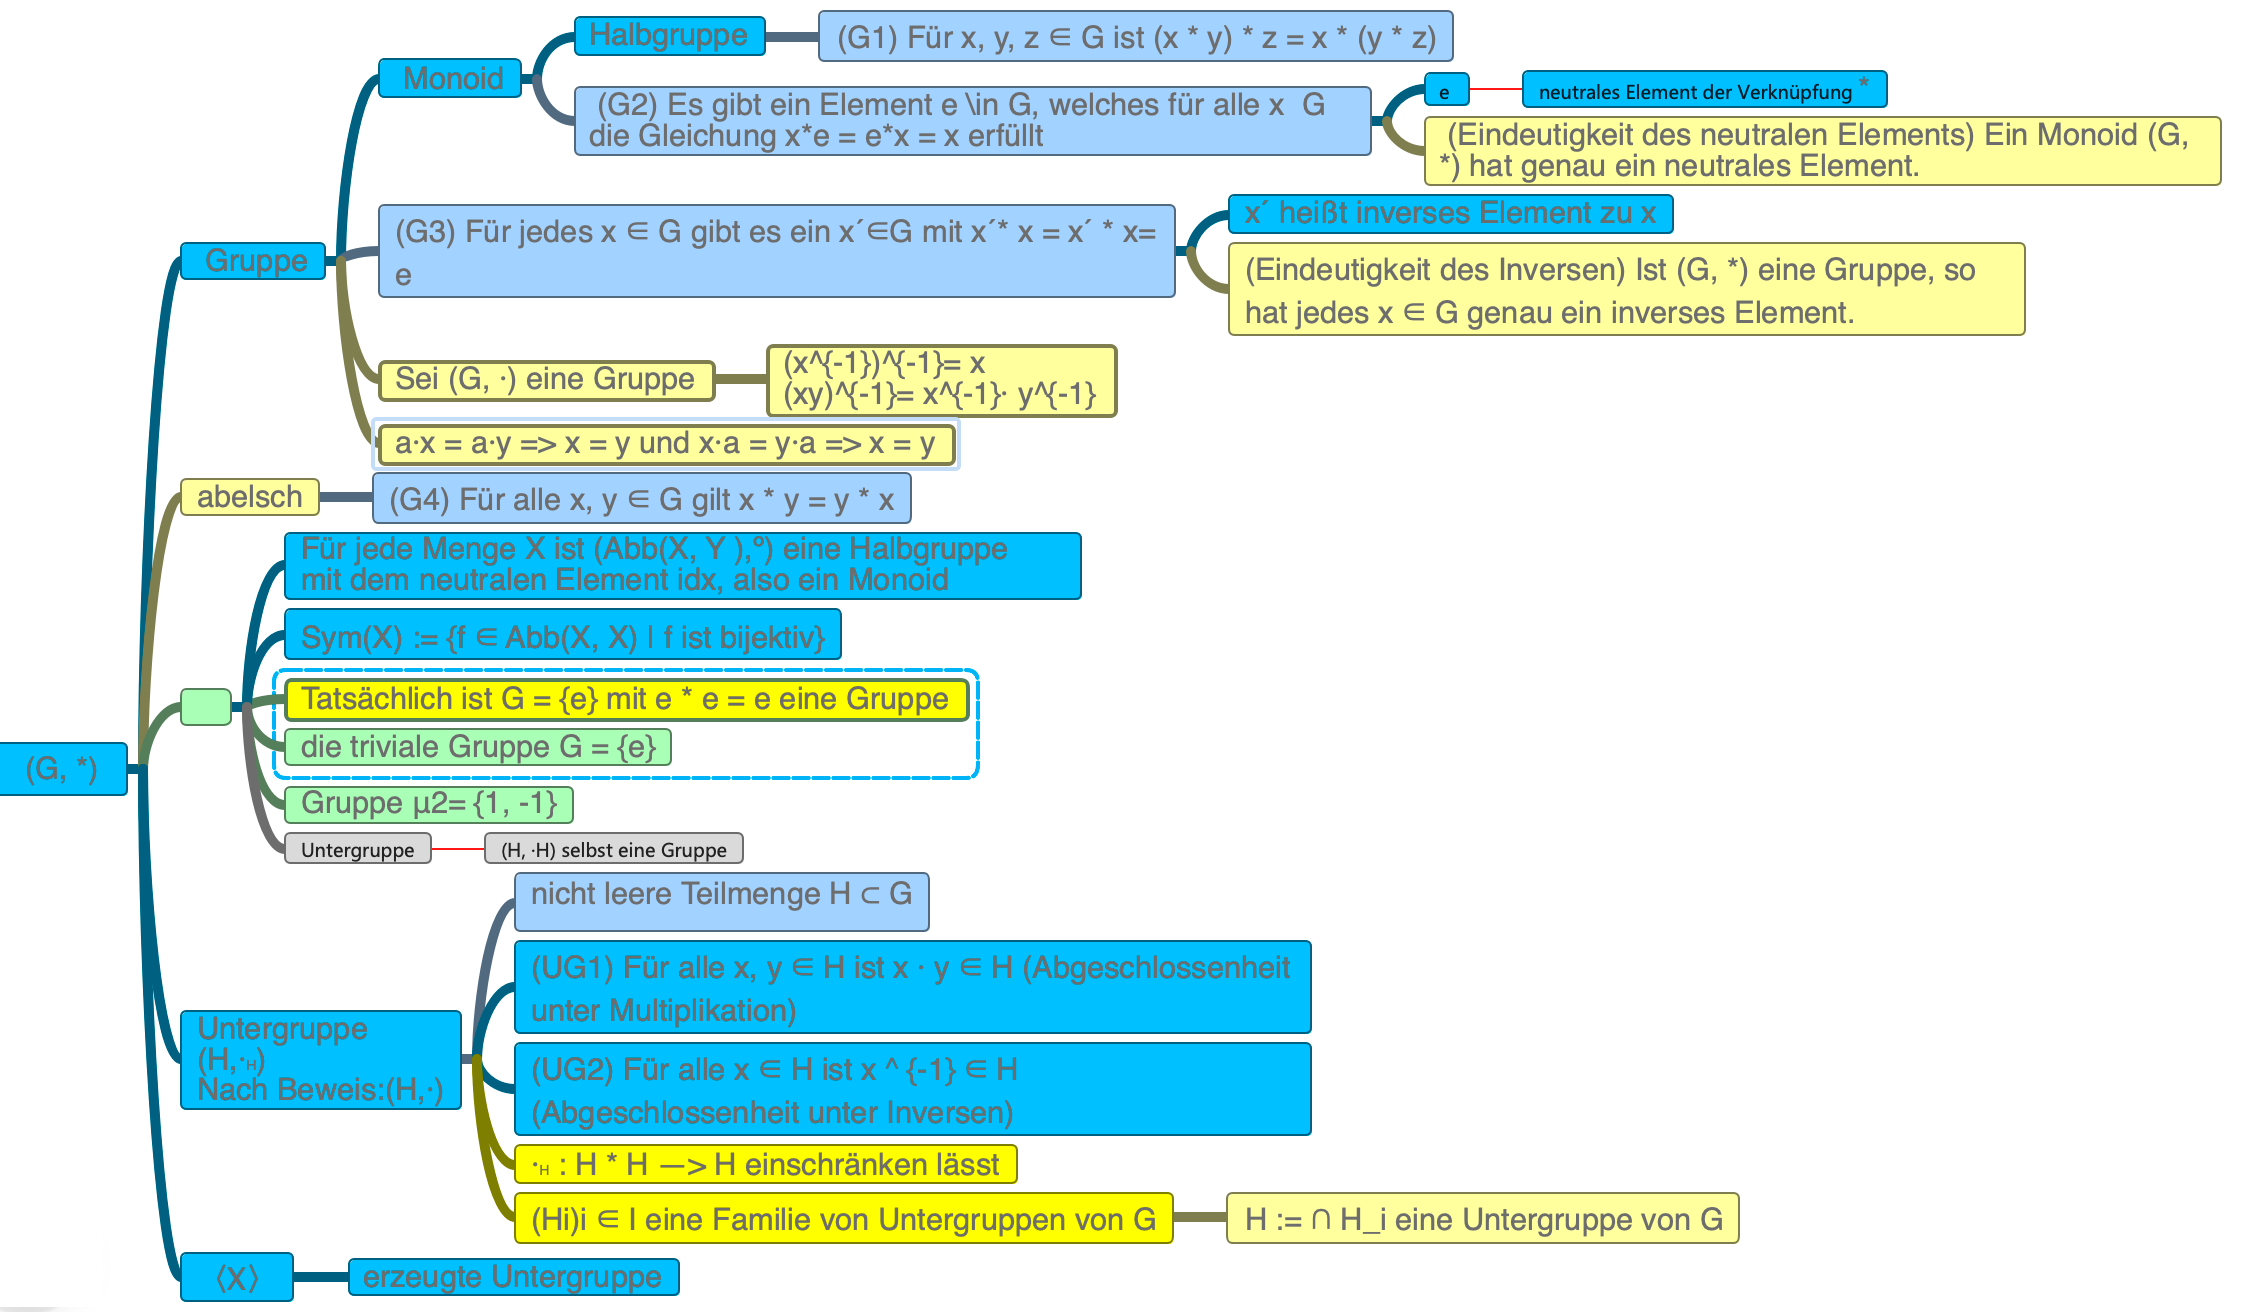 Halbgruppe
(G1) Für x, y, z ∈ G ist (x * y) * z = x * (y * z)
Monoid
(G2) Es gibt ein Element e \in G, welches für alle x  G
die Gleichung x*e = e*x = x erfüllt
e
neutrales Element der Verknüpfung *
(Eindeutigkeit des neutralen Elements) Ein Monoid (G,
*) hat genau ein neutrales Element.
Gruppe
(G3) Für jedes x ∈ G gibt es ein x´∈G mit x´* x = x´ * x=
e
x´ heißt inverses Element zu x
(Eindeutigkeit des Inversen) Ist (G, *) eine Gruppe, so
hat jedes x ∈ G genau ein inverses Element.
Sei (G, ·) eine Gruppe
(x^{-1})^{-1}= x
(xy)^{-1}= x^{-1}· y^{-1}
a·x = a·y => x = y und x·a = y·a => x = y
abelsch
(G4) Für alle x, y ∈ G gilt x * y = y * x
Für jede Menge X ist (Abb(X, Y ),º) eine Halbgruppe
mit dem neutralen Element idx, also ein Monoid
Sym(X) := {f ∈ Abb(X, X) | f ist bijektiv}
Tatsächlich ist G = {e} mit e * e = e eine Gruppe
die triviale Gruppe G = {e}
(G, *)
Gruppe µ2= {1, -1}
Untergruppe
(H, ·H) selbst eine Gruppe
nicht leere Teilmenge H ⊂ G
(UG1) Für alle x, y ∈ H ist x · y ∈ H (Abgeschlossenheit
unter Multiplikation)
Untergruppe
(H,·H)
Nach Beweis:(H,·)
(UG2) Für alle x ∈ H ist x ^ {-1} ∈ H
(Abgeschlossenheit unter Inversen)
·H : H * H —> H einschränken lässt
(Hi)i ∈ I eine Familie von Untergruppen von G
H := ∩ H_i eine Untergruppe von G
⟨X⟩
erzeugte Untergruppe